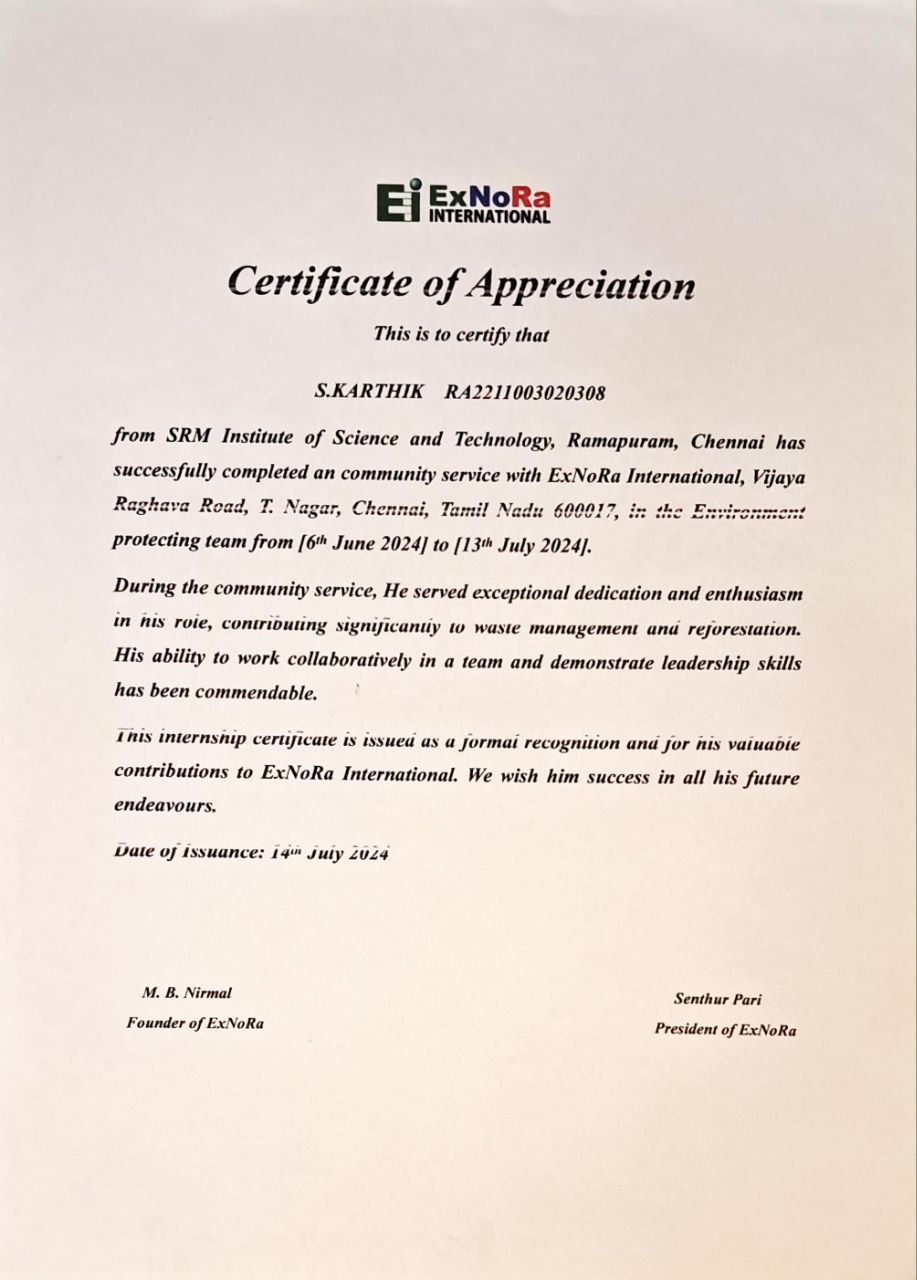 Ei ExNoRa
INTERNATIONAL
Certificate of Appreciation
This is to certify that
S.KARTHIK RA2211003020308
from SRM Institute of Science and Technology, Ramapuram, Chennai has
successfully completed an community service with ExNoRa International, Vijaya
Raghava Road, T. Nagar, Chennai, Tamil Nadu 600017, in the Environment
protecting team from [6th June 2024] to [13th July 2024].
During the community service, He served exceptional dedication and enthusiasm
in his role, contributing significantly to waste management and reforestation.
His ability to work collaboratively in a team and demonstrate leadership skills
has been commendable.
This internship certificate is issued as a formal recognition and for his valuable
contributions to ExNoRa International. We wish him success in all his future
endeavours.
Date of Issuance: 14th July 2024
M. B. Nirmal
Founder of ExNoRa
Senthur Pari
President of ExNoRa